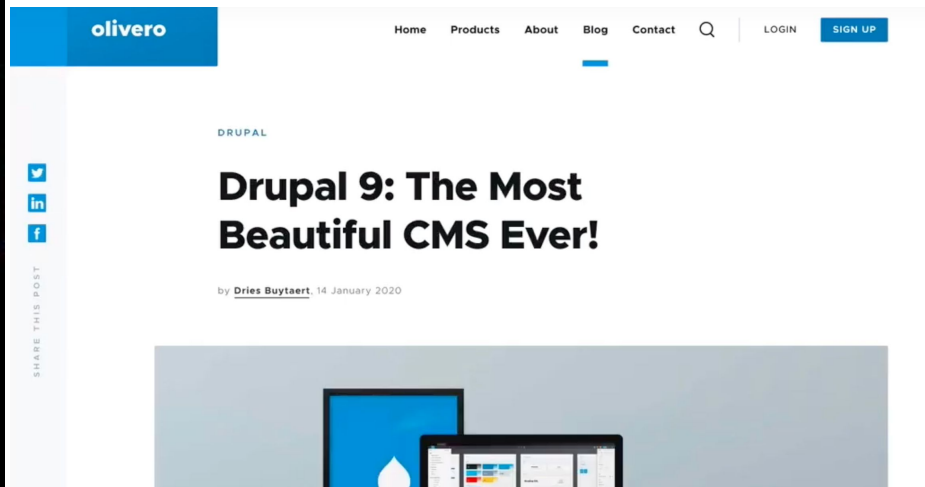 olivero
Home Products About Blog Contact LOGIN SIGN UP
DRUPAL
Drupal 9: The Most
Beautiful CMS Ever!
by Dries Buytaert, 14 January 2020
SHARE THIS POST